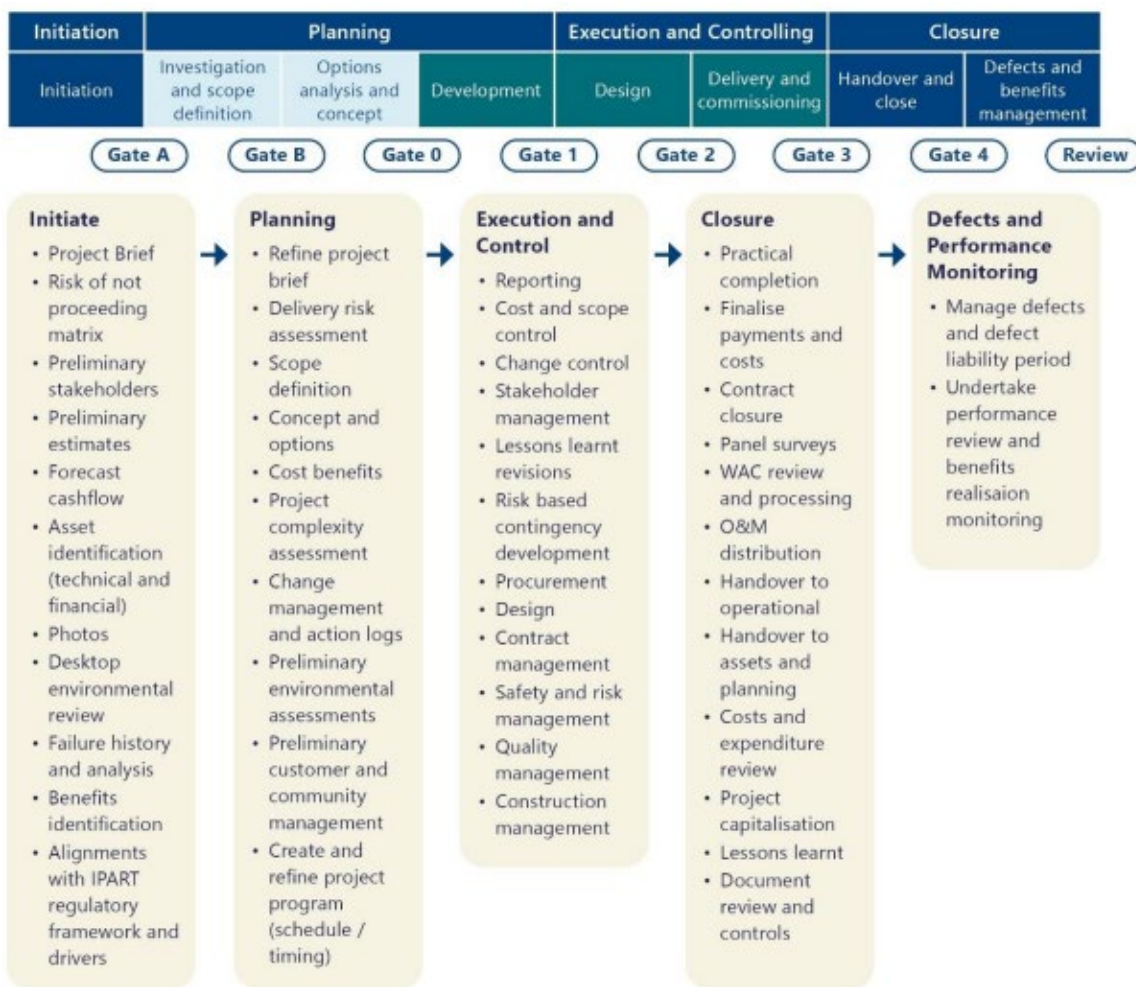 Initiation
Planning
Execution and Controlling
Closure
Initiation
Investigation
and scope
definition
Options
analysis and
concept
Development
Design
Delivery and
commissioning
Handover and
close
Defects and
benefits
management
Gate A
Gate B
Gate 0
Gate 1
Gate 2
Gate 3
Gate 4
Review
Initiate
• Project Brief
• Risk of not
proceeding
matrix
• Preliminary
stakeholders
• Preliminary
estimates
• Forecast
cashflow
• Asset
identification
(technical and
financial)
• Photos
• Desktop
environmental
review
• Failure history
and analysis
• Benefits
identification
• Alignments
with IPART
regulatory
framework and
drivers
Planning
• Refine project
brief
• Delivery risk
assessment
• Scope
definition
• Concept and
options
• Cost benefits
• Project
complexity
assessment
• Change
management
and action logs
• Preliminary
environmental
assessments
• Preliminary
customer and
community
management
• Create and
refine project
program
(schedule /
timing)
Execution and
Control
• Reporting
• Cost and scope
control
• Change control
• Stakeholder
management
• Lessons learnt
revisions
• Risk based
contingency
development
• Procurement
• Design
• Contract
management
• Safety and risk
management
• Quality
management
• Construction
management
Closure
• Practical
completion
• Finalise
payments and
costs
• Contract
closure
• Panel surveys
• WAC review
and processing
• O&M
distribution
• Handover to
operational
• Handover to
assets and
planning
• Costs and
expenditure
review
• Project
capitalisation
• Lessons learnt
• Document
review and
controls
Defects and
Performance
Monitoring
• Manage defects
and defect
liability period
• Undertake
performance
review and
benefits
realisaion
monitoring